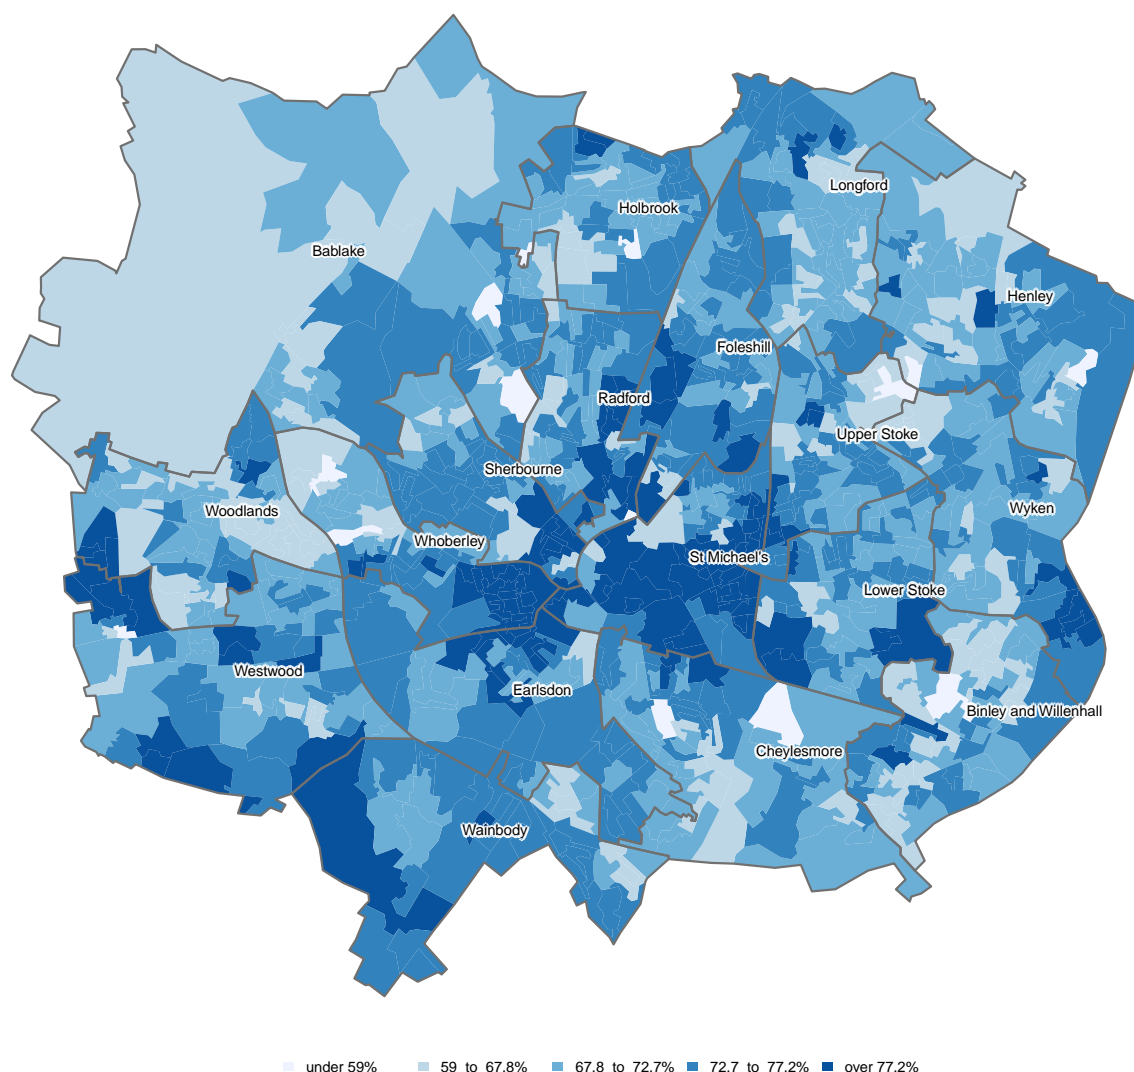 Longford
Holbrook
Bablake
Henley
Foleshill
Radford
Upper Stoke
Sherbourne
Woodlands
Wyken
Whoberley
St Michael's
Lower Stoke
Westwood
Earlsdon
Binley and Willenhall
Cheylesmore
Wainbody
under 59% 59 to 67.8% 67.8 to 72.7% 72.7 to 77.2% over 77.2%